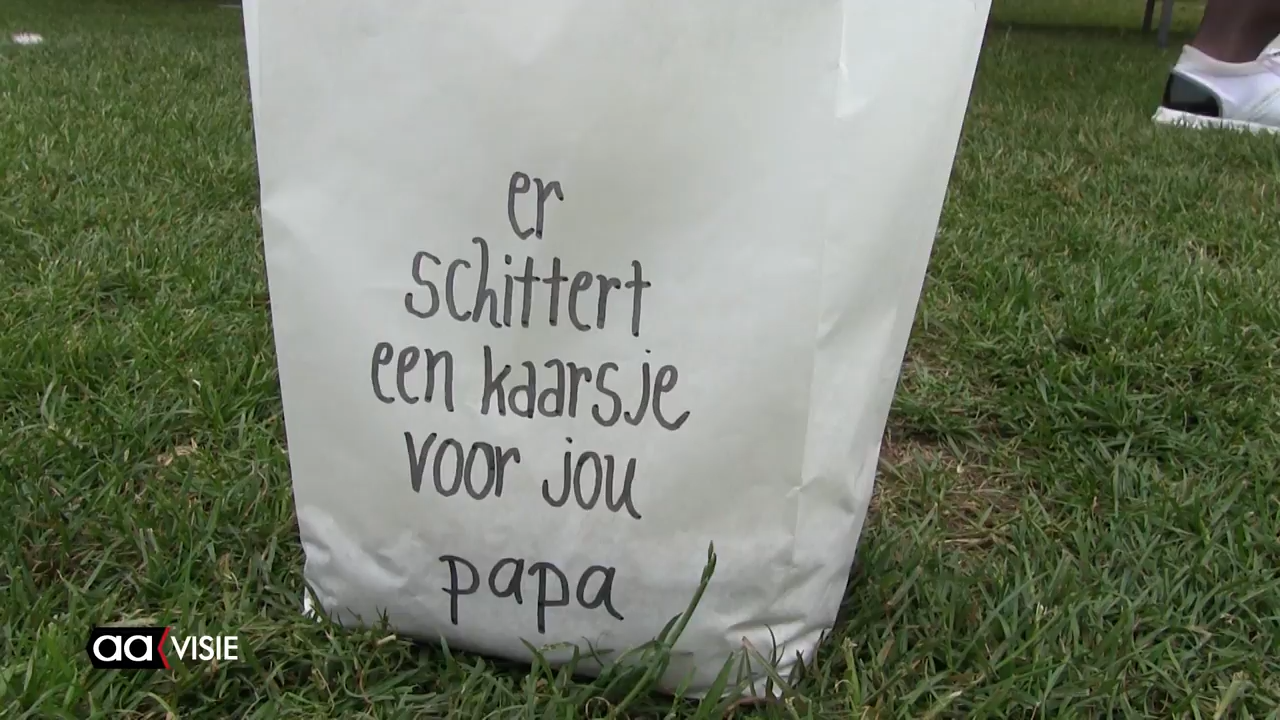 er
schittert
een kaarsje
voor jou
papa
aa VISIE